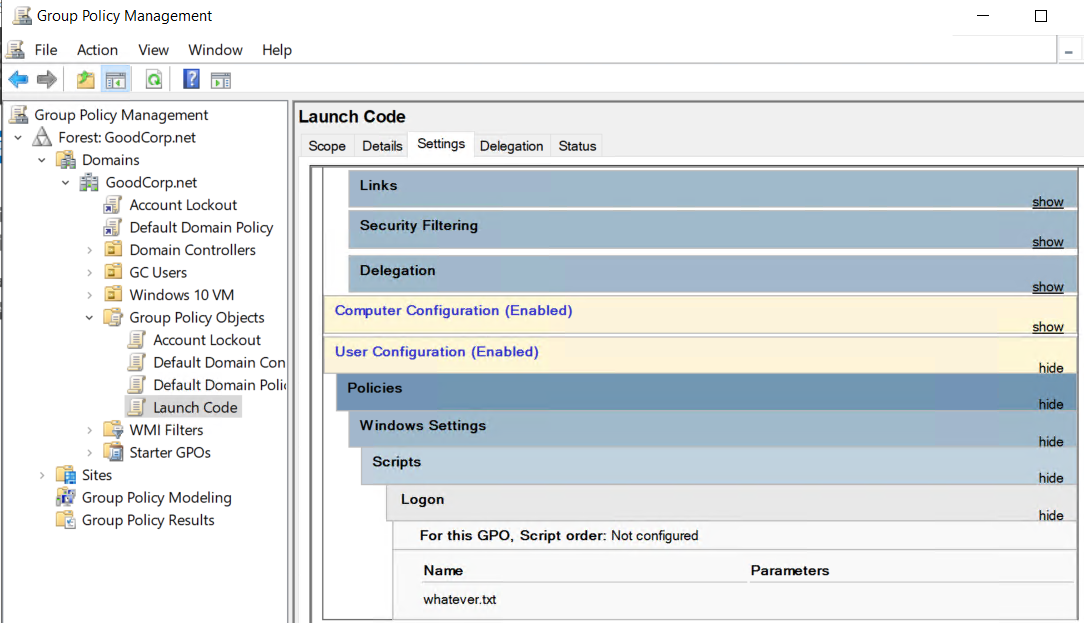 Group Policy Management
File Action View Window Help
Group Policy Management
Forest: GoodCorp.net
Domains
GoodCorp.net
Account Lockout
Default Domain Policy
Domain Controllers
GC Users
Windows 10 VM
Group Policy Objects
Account Lockout
Default Domain Con
Default Domain Poli
Launch Code
WMI Filters
Starter GPOs
Sites
Group Policy Modeling
Group Policy Results
Launch Code
Scope Details Settings Delegation Status
Links
show
Security Filtering
show
Delegation
show
Computer Configuration (Enabled)
show
User Configuration (Enabled)
hide
Policies
hide
Windows Settings
hide
Scripts
hide
Logon
hide
For this GPO, Script order: Not configured
Name Parameters
whatever.txt